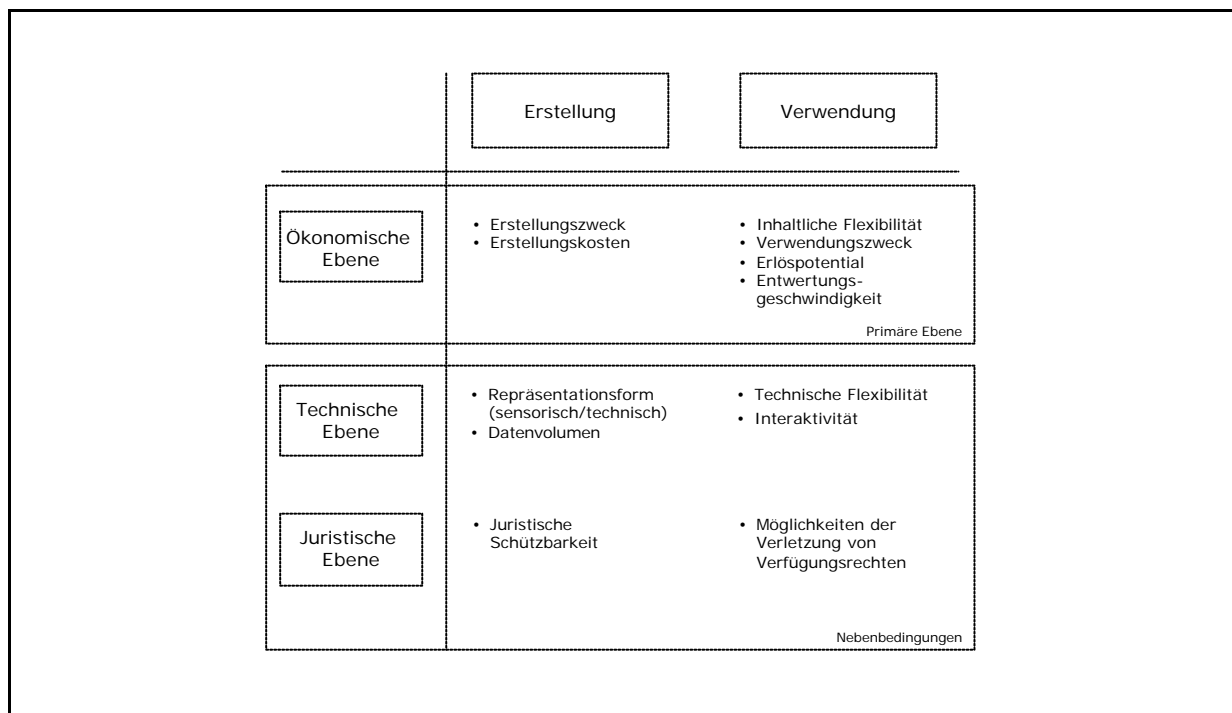 Erstellung
Verwendung
Ökonomische
Ebene
• Erstellungszweck
• Erstellungskosten
• Inhaltliche Flexibilität
• Verwendungszweck
• Erlöspotential
• Entwertungs-
geschwindigkeit
Primäre Ebene
Technische
Ebene
• Repräsentationsform
(sensorisch/technisch)
• Datenvolumen
• Technische Flexibilität
• Interaktivität
Juristische
Ebene
• Juristische
Schützbarkeit
• Möglichkeiten der
Verletzung von
Verfügungsrechten
Nebenbedingungen